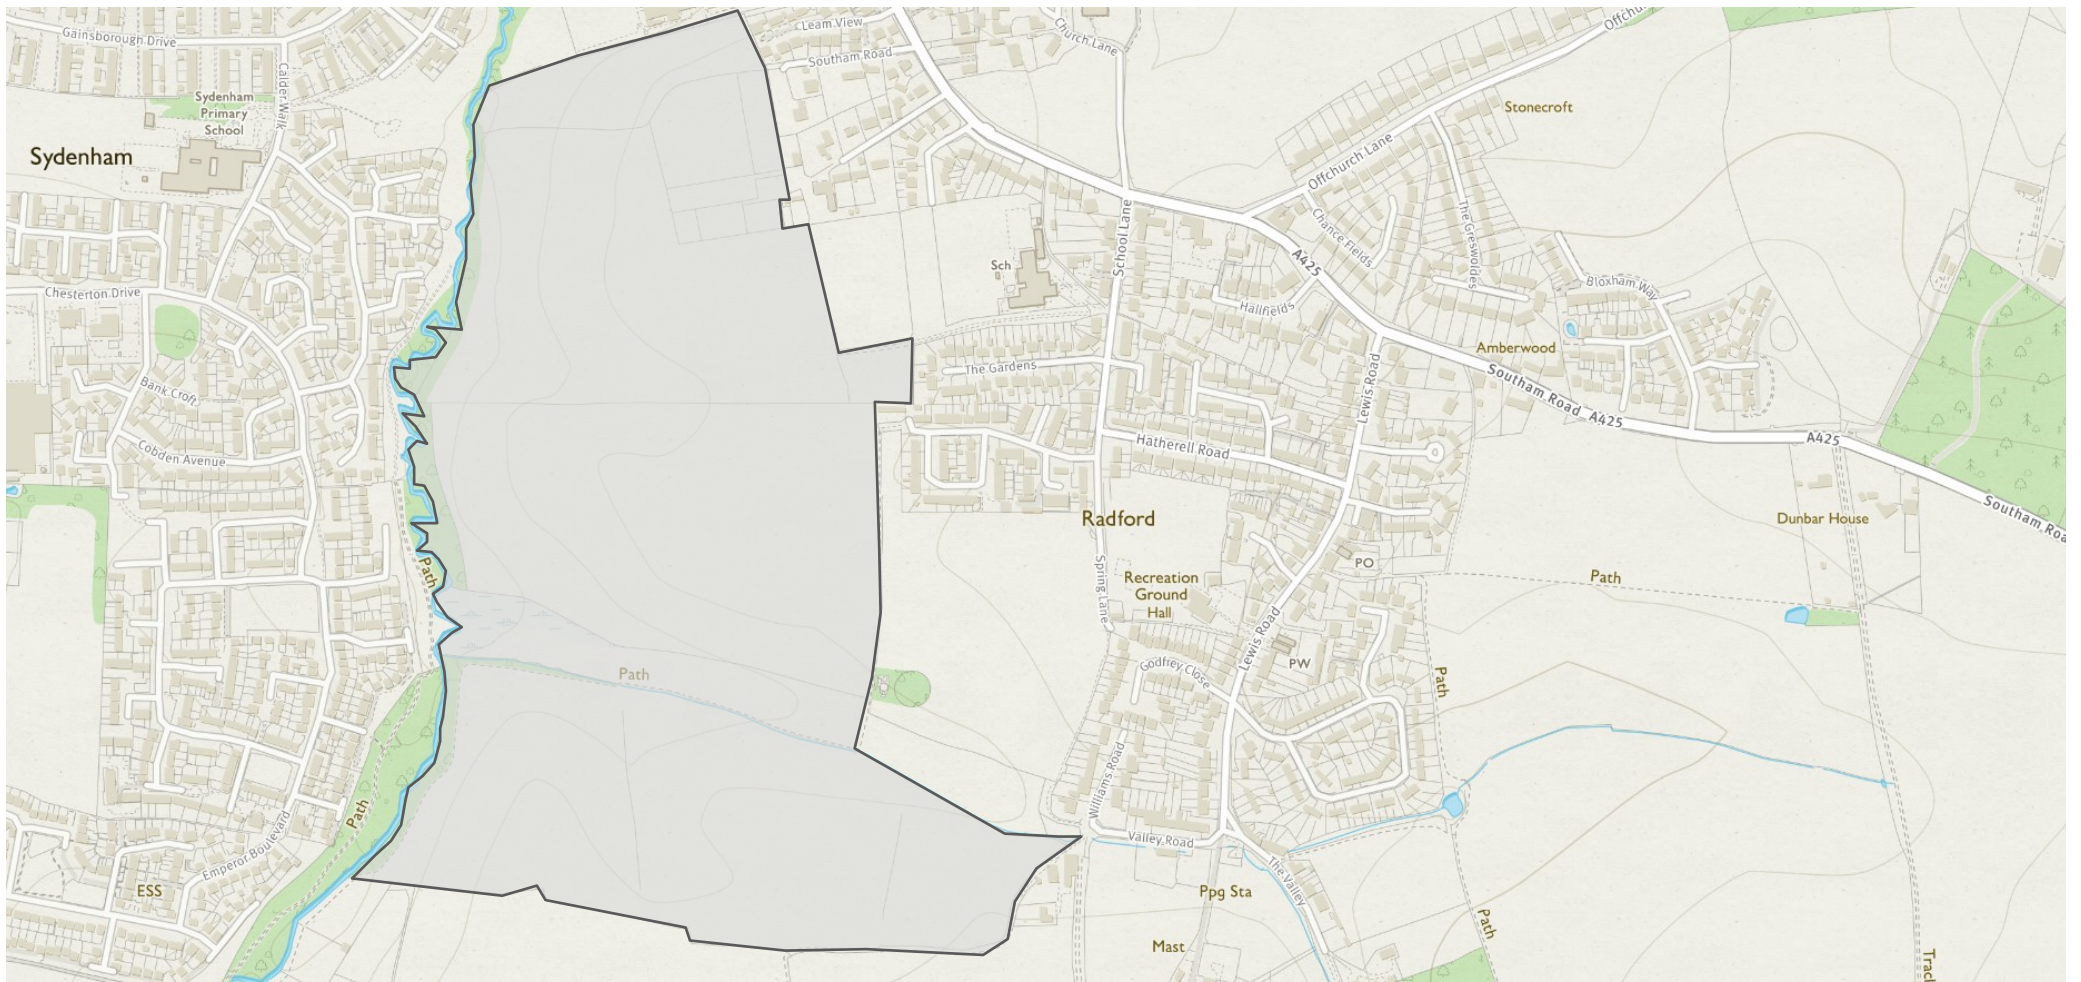 Gainsborough Drive
Calder Walk
Leam View
Southam Road
Church Lane
Offchu
Sydenham
Primary
School
Sydenham
Stonecroft
Offchurch Lane
Chance Fields
The Greswoldes
School Lane
Sch
A425
Hallfields
Bloxham Way
Chesterton Drive
Amberwood
The Gardens
Lewis Road
Southam Road A425
Bank Croft
Cobden Avenue
Hatherell Road
A425
Southam Roa
Radford
Dunbar House
Path
Spring Lane
Recreation
Ground
Hall
PO
Path
Lewis Road
Path
Godfrey Close
PW
Path
Williams Road
Path
Valley Road
Emperor Boulevard
The Valley
ESS
Ppg Sta
Path
Mast
Track